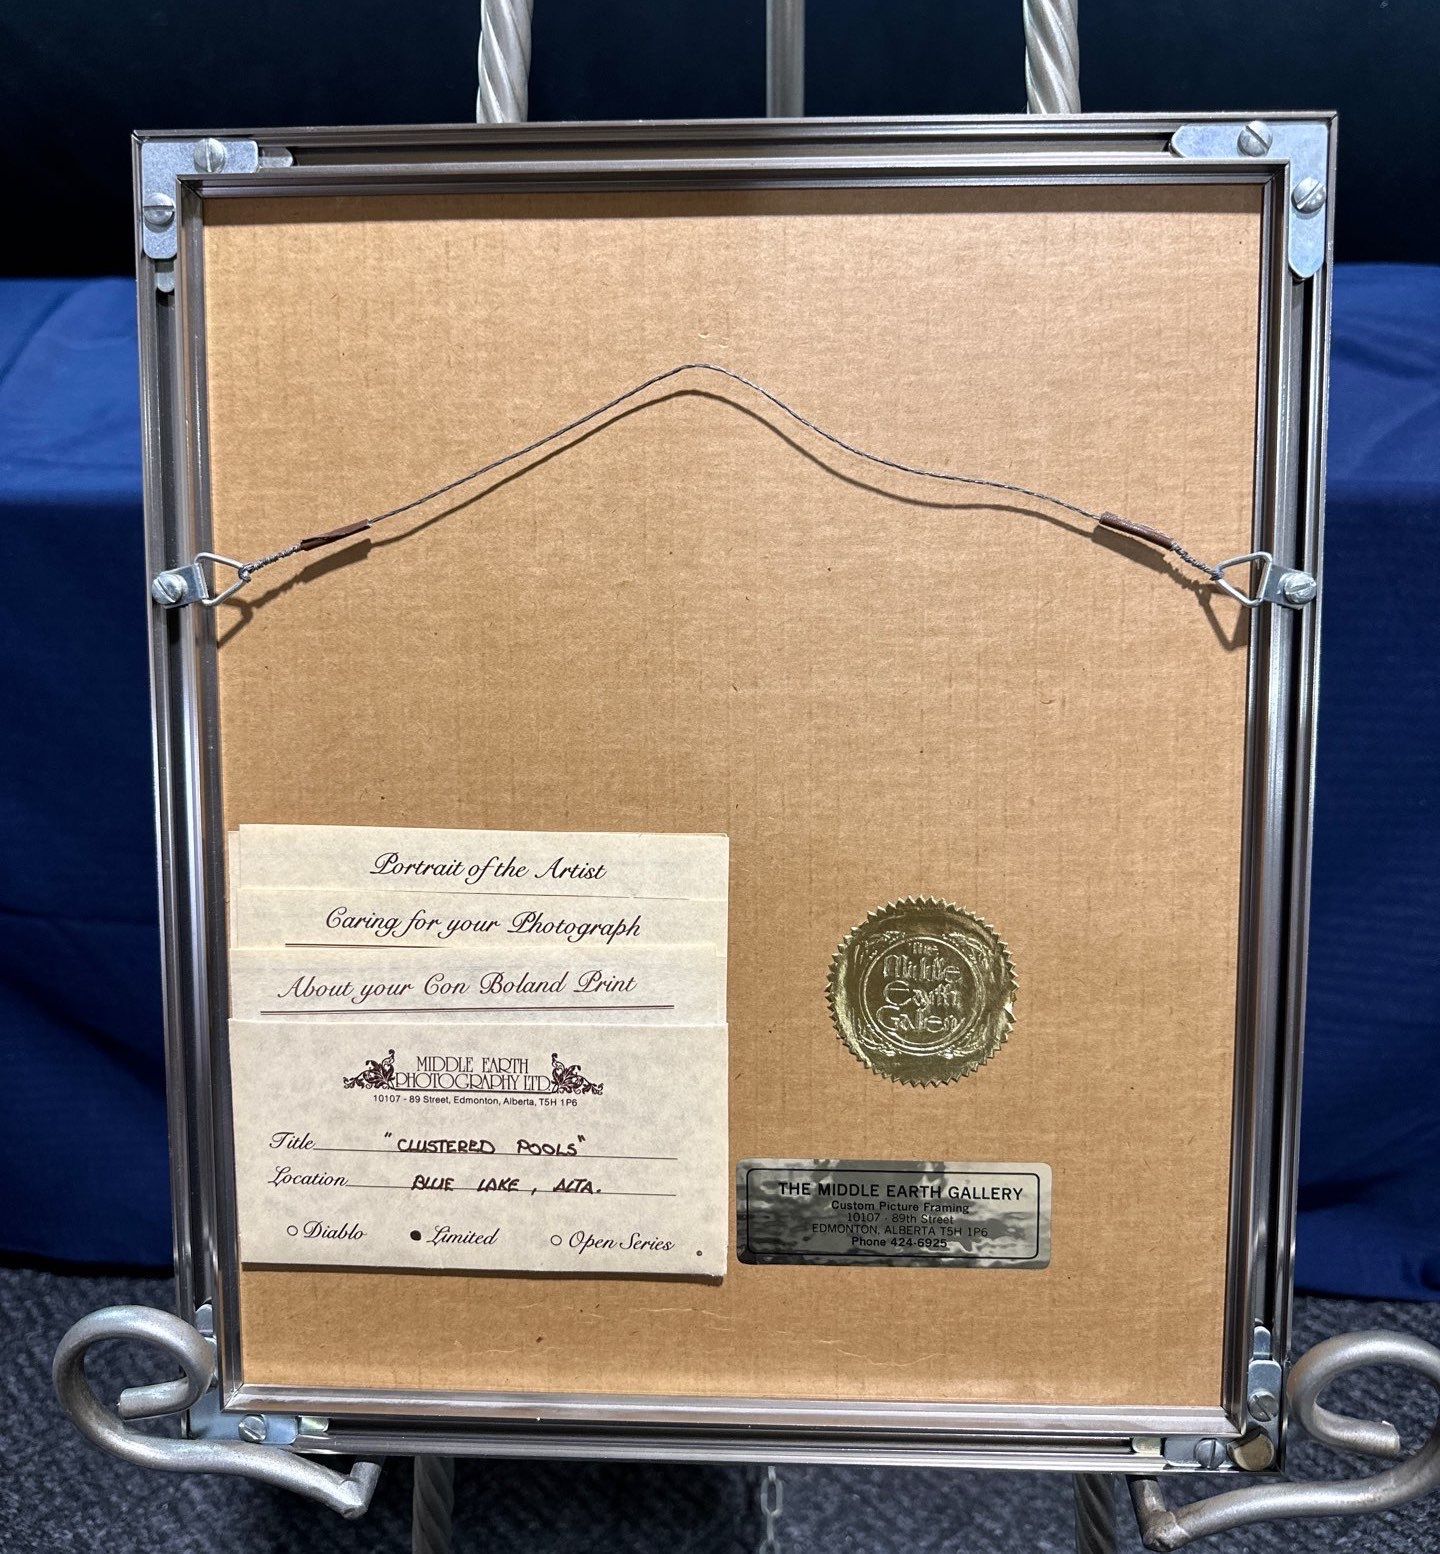 Portrait of the Artist
Caring for your Photograph
About your Con Boland Print
MIDDLE EARTH
PHOTOGRAPHY LTD.
10107 - 89 Street, Edmonton, Alberta, T5H 1P6
Title "CLUSTERED POOLS"
Location BLUE LAKE, ALTA.
○ Diablo ● Limited ○ Open Series
The
Middle
Earth
Gallery
THE MIDDLE EARTH GALLERY
Custom Picture Framing
10107 - 89th Street
EDMONTON, ALBERTA T5H 1P6
Phone 424-6925